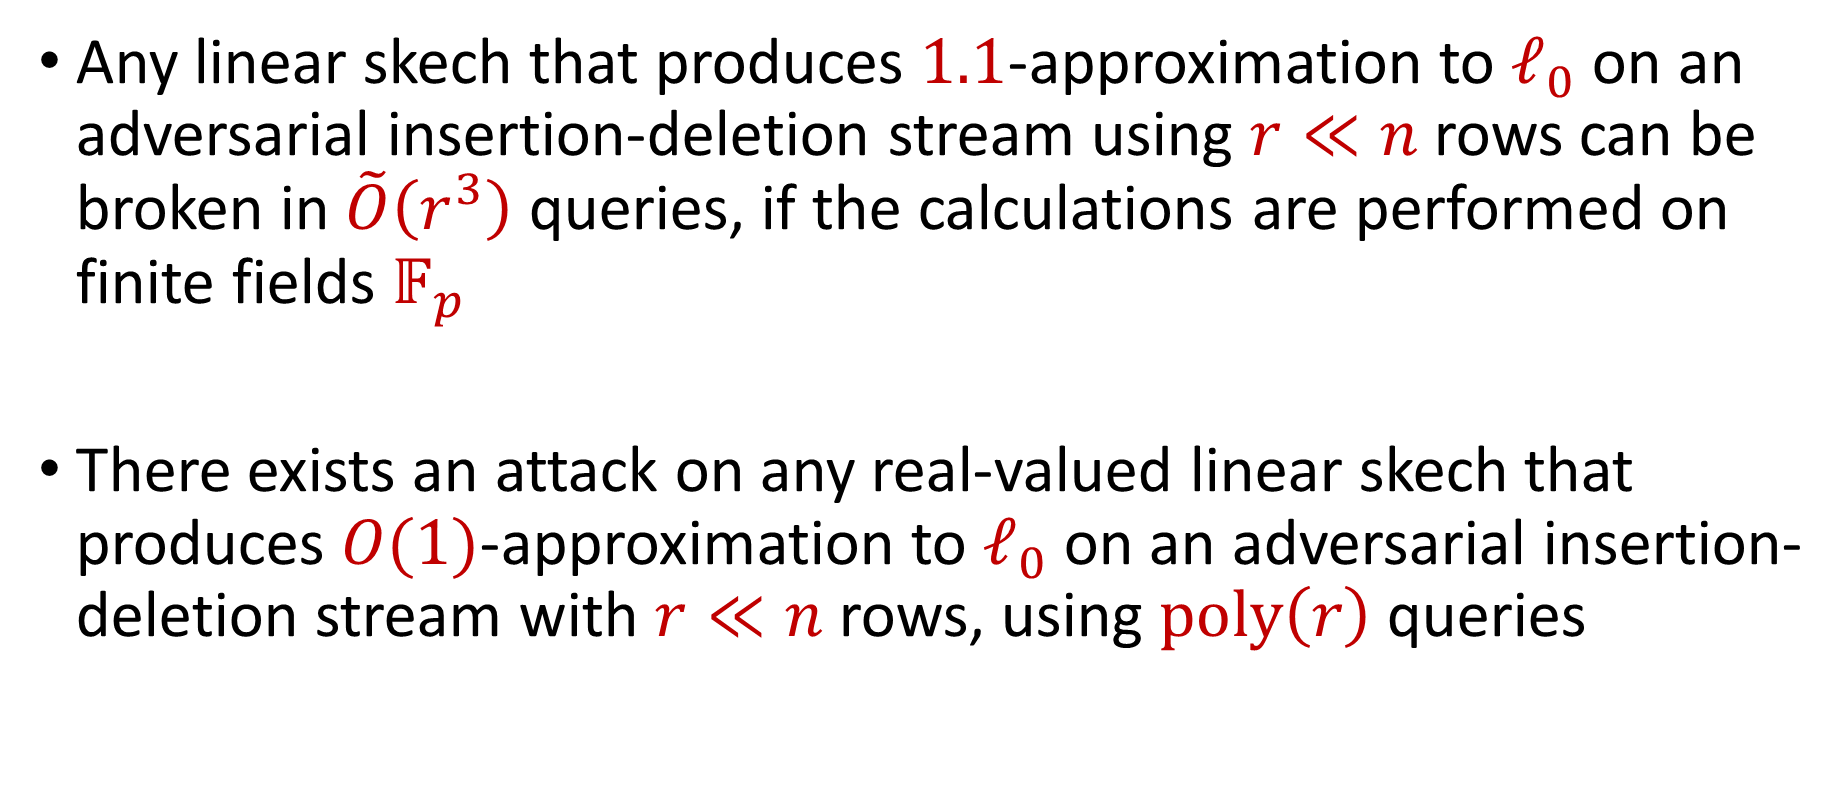 • Any linear skech that produces 1.1-approximation to ℓ₀ on an
adversarial insertion-deletion stream using r ≪ n rows can be
broken in Õ(r³) queries, if the calculations are performed on
finite fields 𝔽ₚ
• There exists an attack on any real-valued linear skech that
produces O(1)-approximation to ℓ₀ on an adversarial insertion-
deletion stream with r ≪ n rows, using poly(r) queries